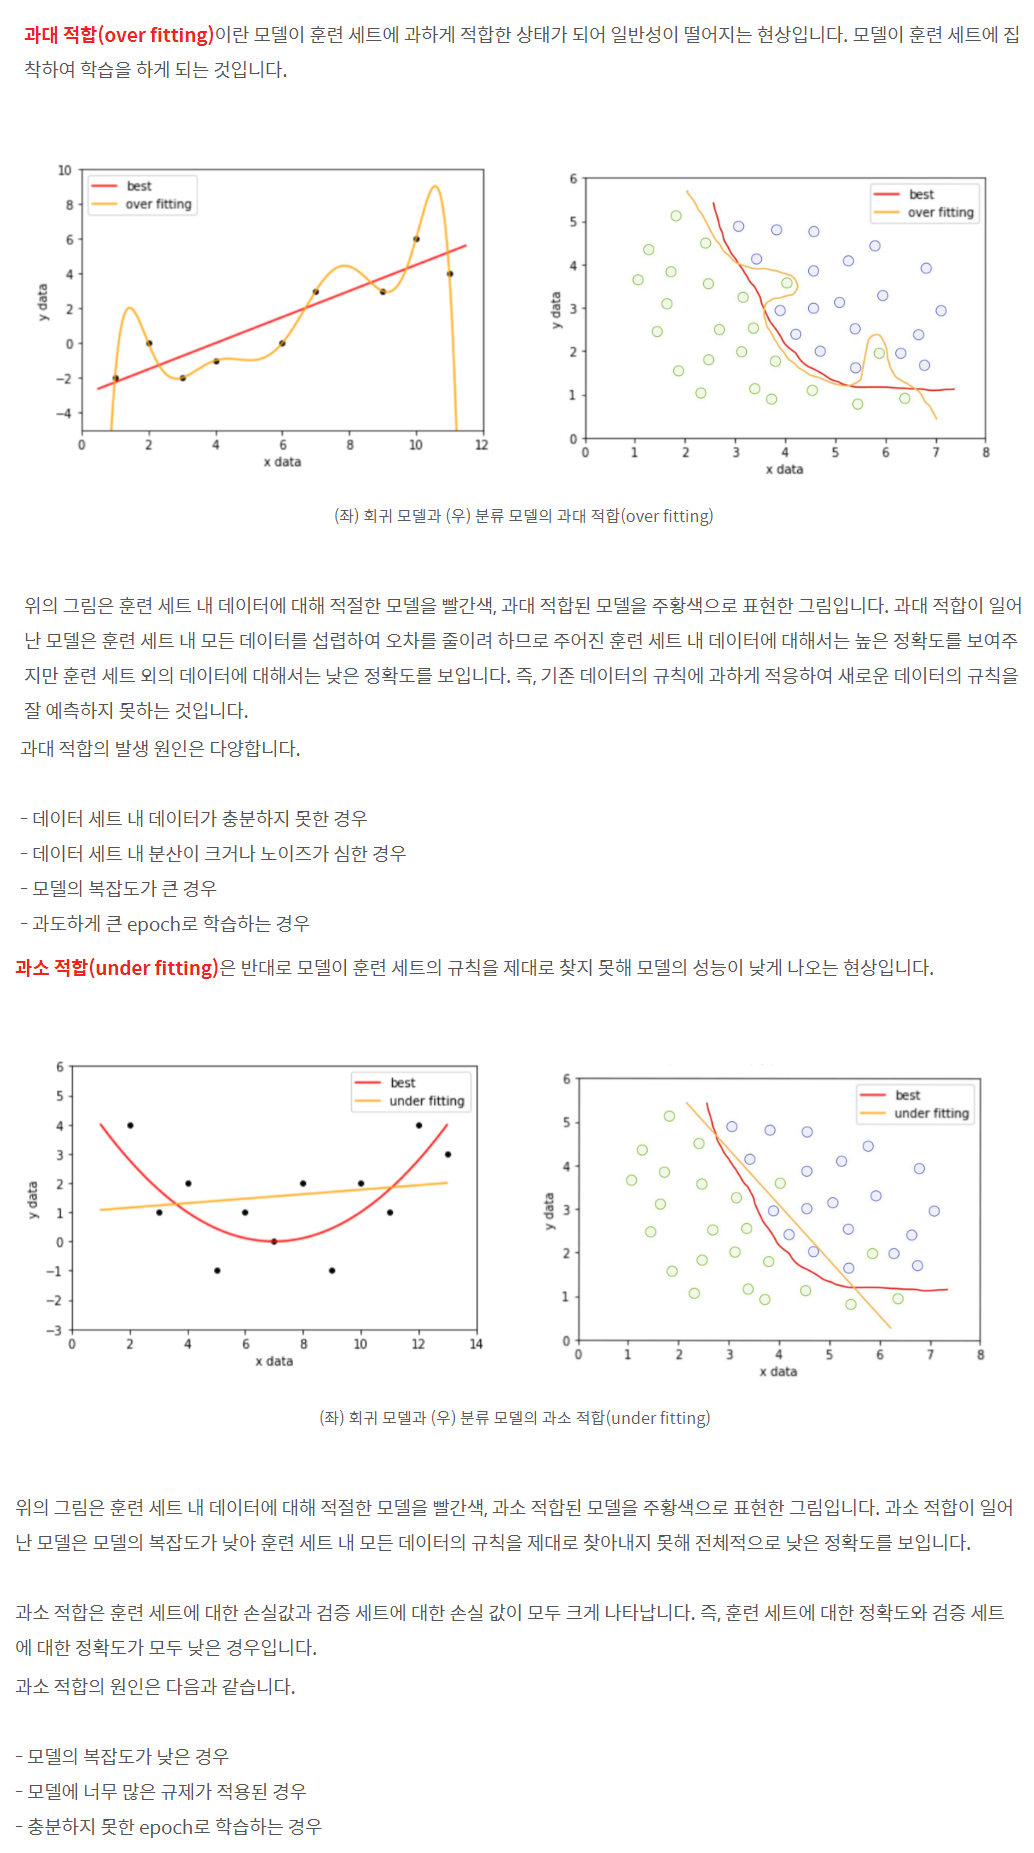 과대 적합(over fitting)이란 모델이 훈련 세트에 과하게 적합한 상태가 되어 일반성이 떨어지는 현상입니다. 모델이 훈련 세트에 집
착하여 학습을 하게 되는 것입니다.
10
8
6
4
2
0
−2
−4
y data
best
over fitting
0 2 4 6 8 10 12
x data
6
5
4
3
2
1
0
y data
best
over fitting
0 1 2 3 4 5 6 7 8
x data
(좌) 회귀 모델과 (우) 분류 모델의 과대 적합(over fitting)
위의 그림은 훈련 세트 내 데이터에 대해 적절한 모델을 빨간색, 과대 적합된 모델을 주황색으로 표현한 그림입니다. 과대 적합이 일어
난 모델은 훈련 세트 내 모든 데이터를 섭렵하여 오차를 줄이려 하므로 주어진 훈련 세트 내 데이터에 대해서는 높은 정확도를 보여주
지만 훈련 세트 외의 데이터에 대해서는 낮은 정확도를 보입니다. 즉, 기존 데이터의 규칙에 과하게 적응하여 새로운 데이터의 규칙을
잘 예측하지 못하는 것입니다.
과대 적합의 발생 원인은 다양합니다.
- 데이터 세트 내 데이터가 충분하지 못한 경우
- 데이터 세트 내 분산이 크거나 노이즈가 심한 경우
- 모델의 복잡도가 큰 경우
- 과도하게 큰 epoch로 학습하는 경우
과소 적합(under fitting)은 반대로 모델이 훈련 세트의 규칙을 제대로 찾지 못해 모델의 성능이 낮게 나오는 현상입니다.
6
5
4
3
2
1
0
−1
−2
−3
y data
best
under fitting
0 2 4 6 8 10 12 14
x data
6
5
4
3
2
1
0
y data
best
under fitting
0 1 2 3 4 5 6 7 8
x data
(좌) 회귀 모델과 (우) 분류 모델의 과소 적합(under fitting)
위의 그림은 훈련 세트 내 데이터에 대해 적절한 모델을 빨간색, 과소 적합된 모델을 주황색으로 표현한 그림입니다. 과소 적합이 일어
난 모델은 모델의 복잡도가 낮아 훈련 세트 내 모든 데이터의 규칙을 제대로 찾아내지 못해 전체적으로 낮은 정확도를 보입니다.
과소 적합은 훈련 세트에 대한 손실값과 검증 세트에 대한 손실 값이 모두 크게 나타납니다. 즉, 훈련 세트에 대한 정확도와 검증 세트
에 대한 정확도가 모두 낮은 경우입니다.
과소 적합의 원인은 다음과 같습니다.
- 모델의 복잡도가 낮은 경우
- 모델에 너무 많은 규제가 적용된 경우
- 충분하지 못한 epoch로 학습하는 경우